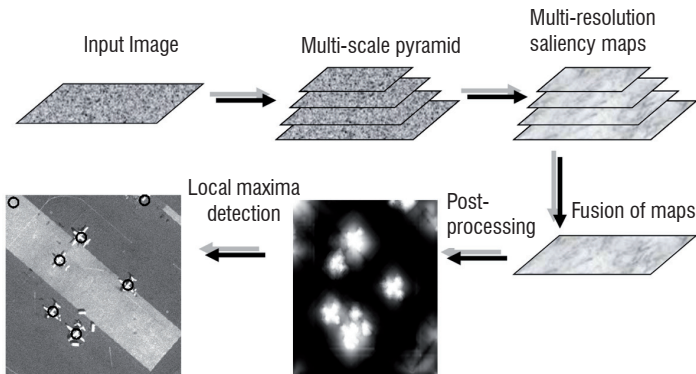 Input Image
Multi-scale pyramid
Multi-resolution
saliency maps
Fusion of maps
Post-
processing
Local maxima
detection